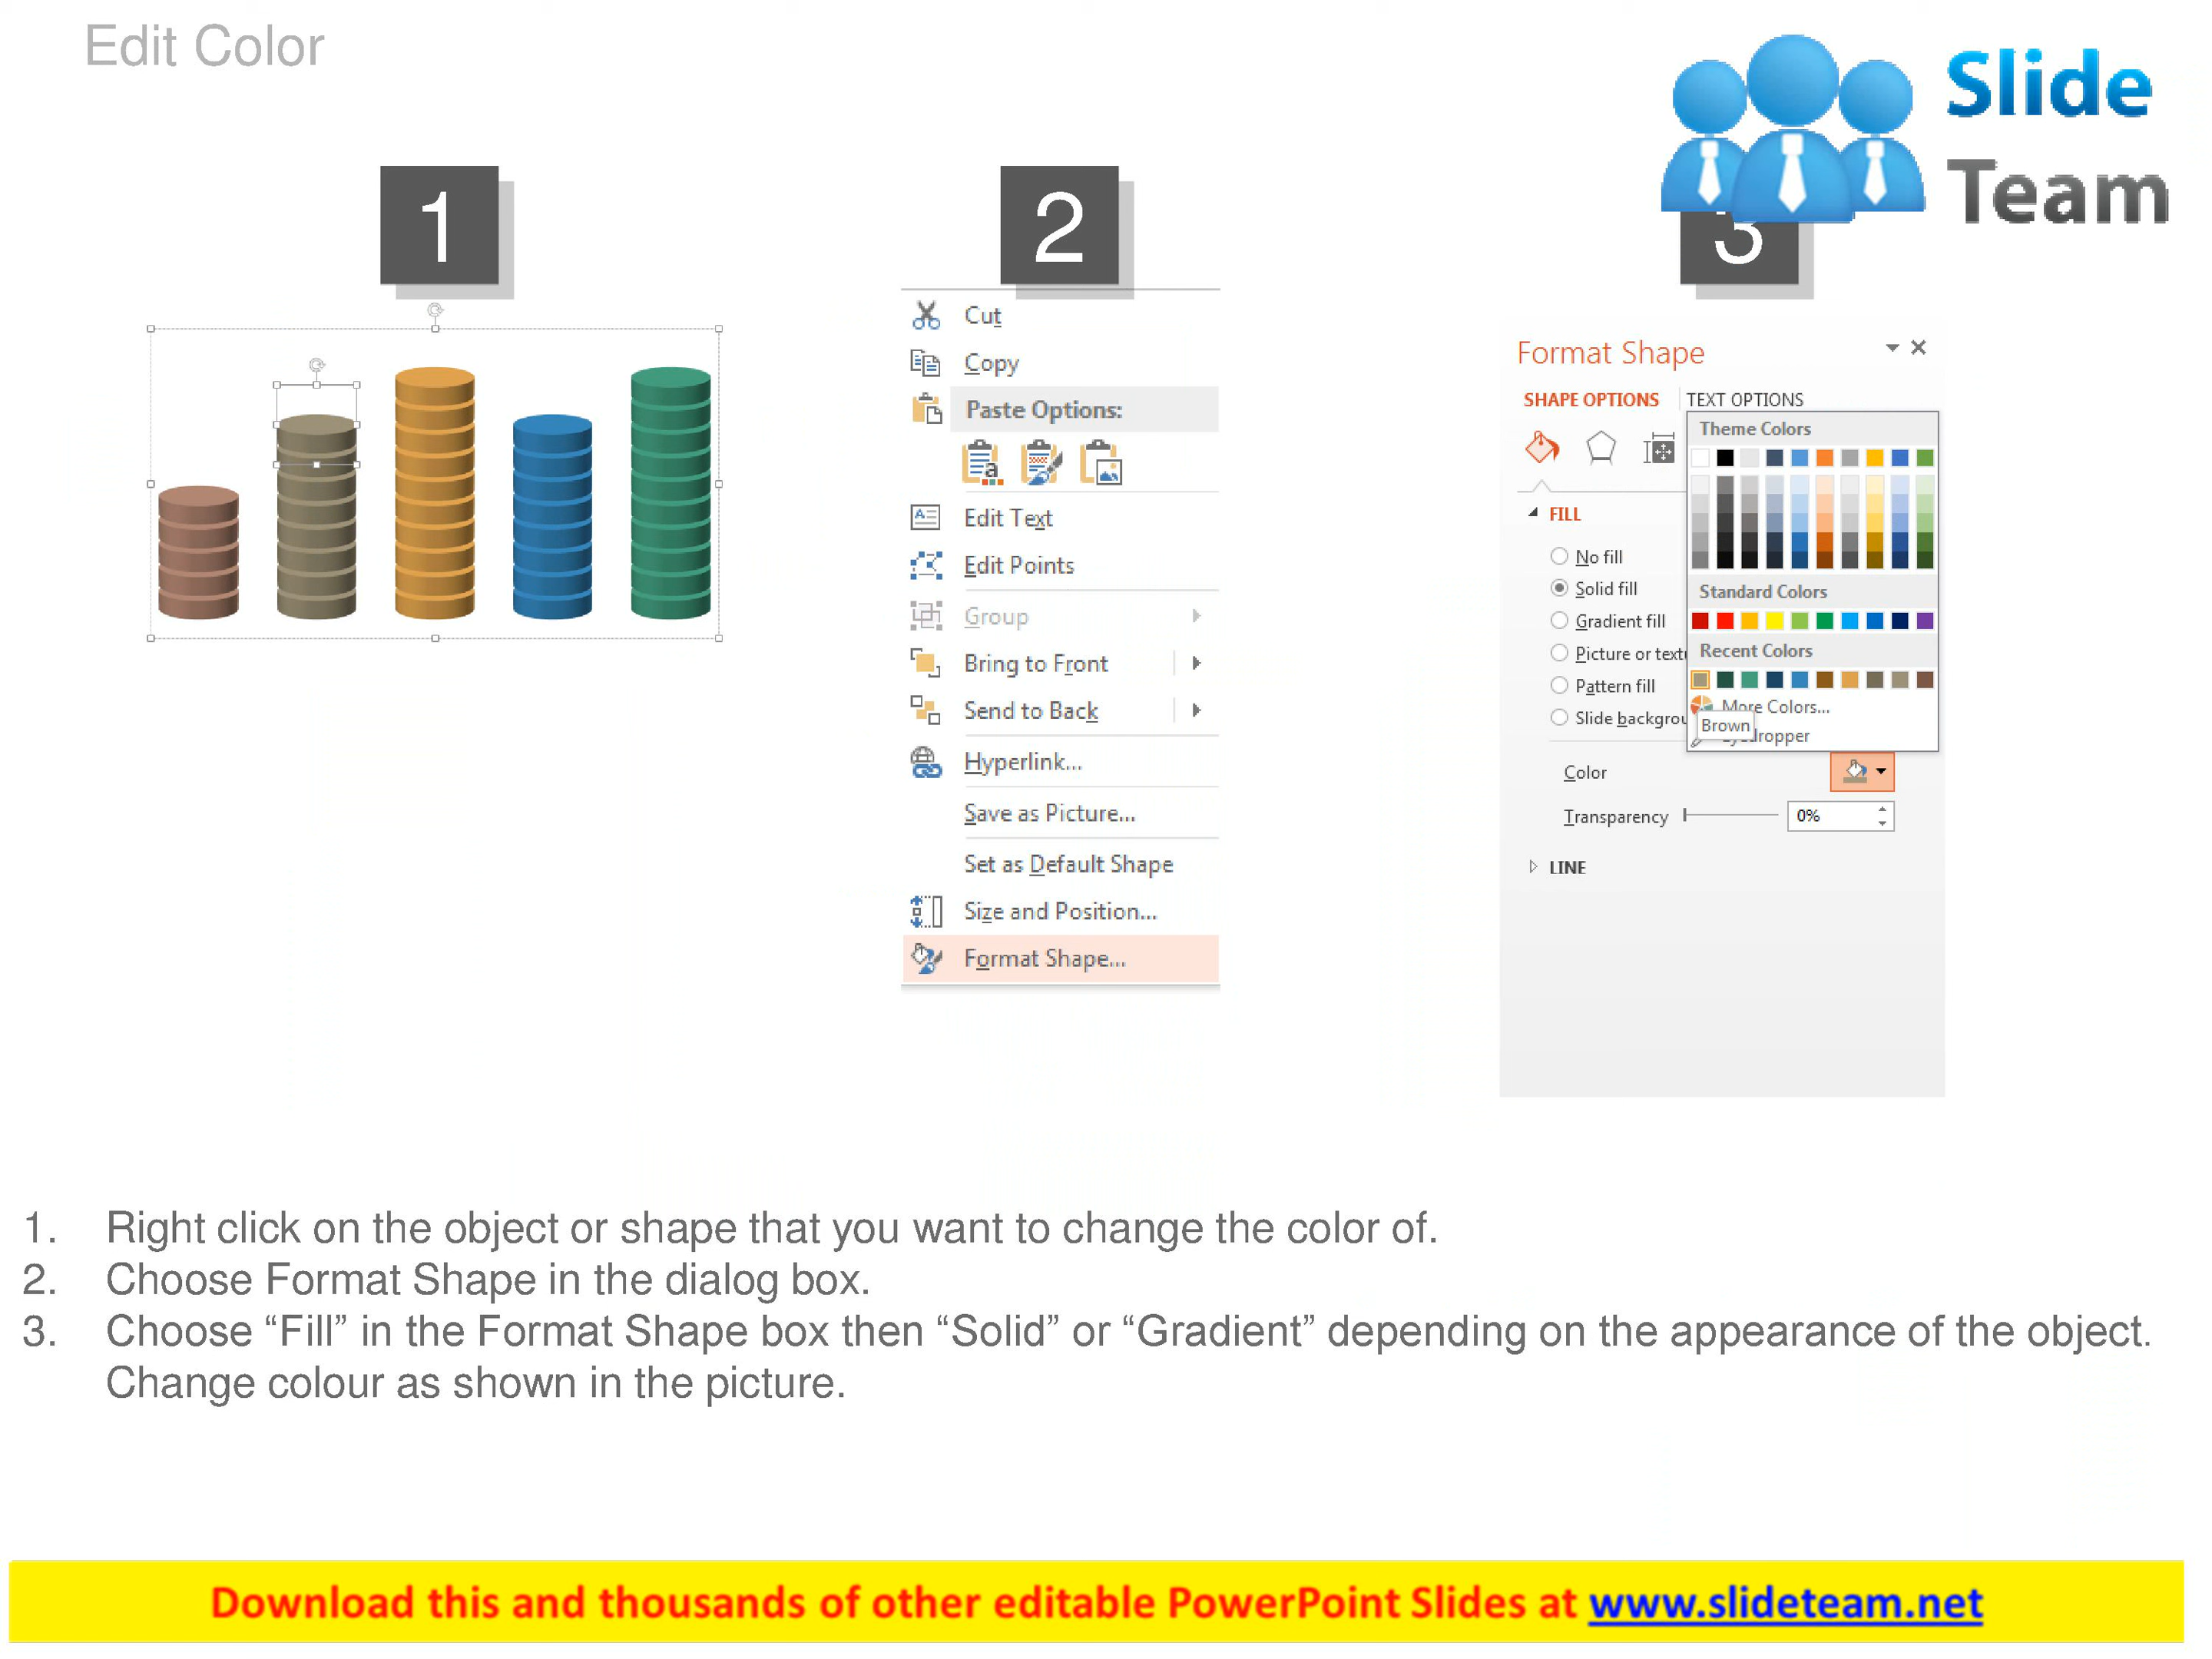 Edit Color
Slide
Team
1
2
3
Cut
Copy
Paste Options:
Edit Text
Edit Points
Group
Bring to Front
Send to Back
Hyperlink...
Save as Picture...
Set as Default Shape
Size and Position...
Format Shape...
Format Shape
SHAPE OPTIONS
TEXT OPTIONS
Theme Colors
FILL
No fill
Solid fill
Standard Colors
Gradient fill
Recent Colors
Picture or text
Pattern fill
Slide backgrou
More Colors...
Brown
Color
Transparency
0%
LINE
1. Right click on the object or shape that you want to change the color of.
2. Choose Format Shape in the dialog box.
3. Choose “Fill” in the Format Shape box then “Solid” or “Gradient” depending on the appearance of the object.
Change colour as shown in the picture.
Download this and thousands of other editable PowerPoint Slides at www.slideteam.net